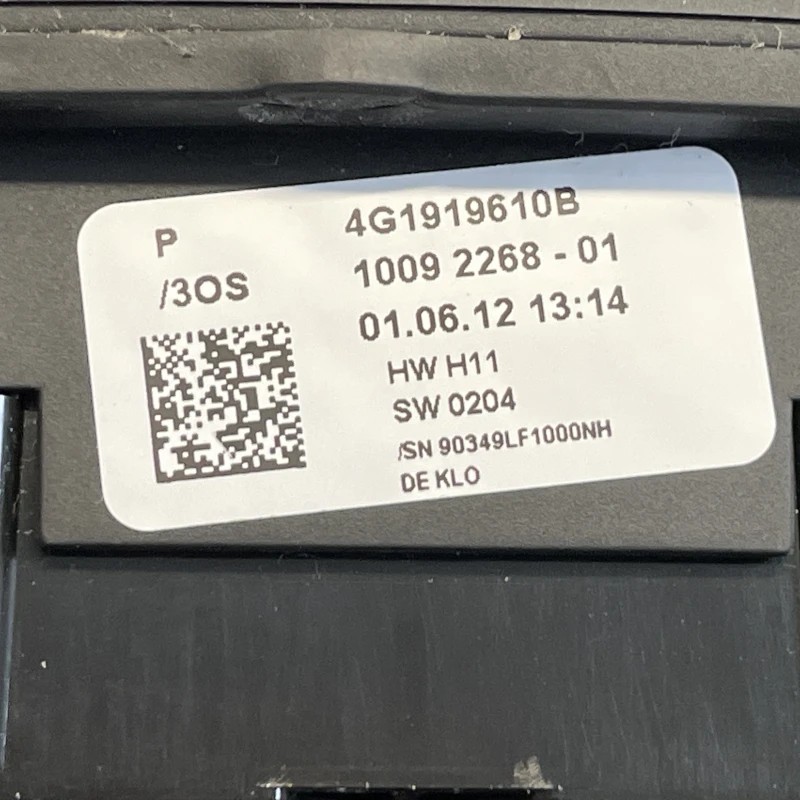 P
/3OS
4G1919610B
1009 2268 - 01
01.06.12 13:14
HW H11
SW 0204
/SN 90349LF1000NH
DE KLO